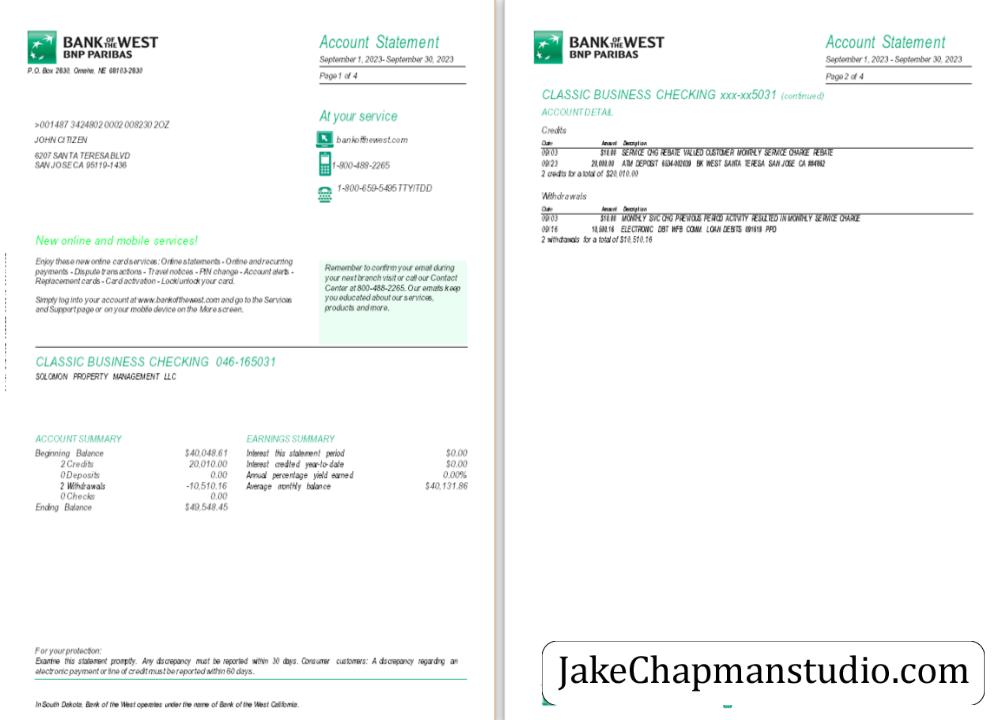 BANK OF THE WEST
BNP PARIBAS
P.O. Box 2830, Omaha, NE 68103-2830
Account Statement
September 1, 2023- September 30, 2023
Page 1 of 4
>001487 3424802 0002 008230 2OZ
JOHN CITIZEN
6207 SANTA TERESA BLVD
SAN JOSE CA 95119-1436
At your service
bankofthewest.com
1-800-488-2265
1-800-659-5495 TTY/TDD
New online and mobile services!
Enjoy these new online card services: Online statements - Online and recurring
payments - Dispute transactions - Travel notices - PIN change - Account alerts -
Replacement cards - Card activation - Lock/unlock your card.
Simply log into your account at www.bankofthewest.com and go to the Services
and Support page or on your mobile device on the More screen.
Remember to confirm your email during
your next branch visit or call our Contact
Center at 800-488-2265. Our emails keep
you educated about our services,
products and more.
CLASSIC BUSINESS CHECKING 046-165031
SOLOMON PROPERTY MANAGEMENT LLC
ACCOUNT SUMMARY
Beginning Balance $40,048.61
2 Credits 20,010.00
0 Deposits 0.00
2 Withdrawals -10,510.16
0 Checks 0.00
Ending Balance $49,548.45
EARNINGS SUMMARY
Interest this statement period $0.00
Interest credited year-to-date $0.00
Annual percentage yield earned 0.00%
Average monthly balance $40,131.86
For your protection:
Examine this statement promptly. Any discrepancy must be reported within 30 days. Consumer customers: A discrepancy regarding an
electronic payment or line of credit must be reported within 60 days.
In South Dakota, Bank of the West operates under the name of Bank of the West California.
BANK OF THE WEST
BNP PARIBAS
Account Statement
September 1, 2023 - September 30, 2023
Page 2 of 4
CLASSIC BUSINESS CHECKING xxx-xx5031 (continued)
ACCOUNT DETAIL
Credits
Date Amount Description
09/03 $10.00 SERVICE CHG REBATE VALUED CUSTOMER MONTHLY SERVICE CHARGE REBATE
09/23 20,000.00 ATM DEPOSIT 6634-002039 BK WEST SANTA TERESA SAN JOSE CA
2 credits for a total of $20,010.00
Withdrawals
Date Amount Description
09/03 $10.00 MONTHLY SVC CHG PREVIOUS PERIOD ACTIVITY RESULTED IN MONTHLY SERVICE CHARGE
09/16 10,500.16 ELECTRONIC DBT WFB COMM. LOAN DEBITS 091618 PPD
2 withdrawals for a total of $10,510.16
JakeChapmanstudio.com